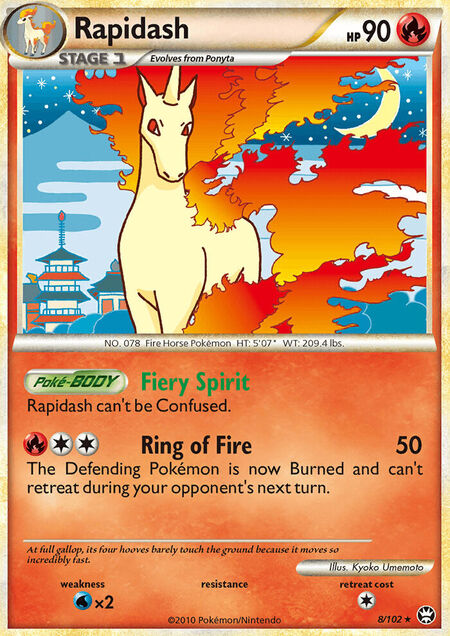 Rapidash
HP 90
STAGE 1
Evolves from Ponyta
NO. 078 Fire Horse Pokémon HT: 5'07" WT: 209.4 lbs.
Poké-BODY Fiery Spirit
Rapidash can't be Confused.
Ring of Fire 50
The Defending Pokémon is now Burned and can't
retreat during your opponent's next turn.
At full gallop, its four hooves barely touch the ground because it moves so
incredibly fast.
Illus. Kyoko Umemoto
weakness resistance retreat cost
×2
©2010 Pokémon/Nintendo 8/102 ★